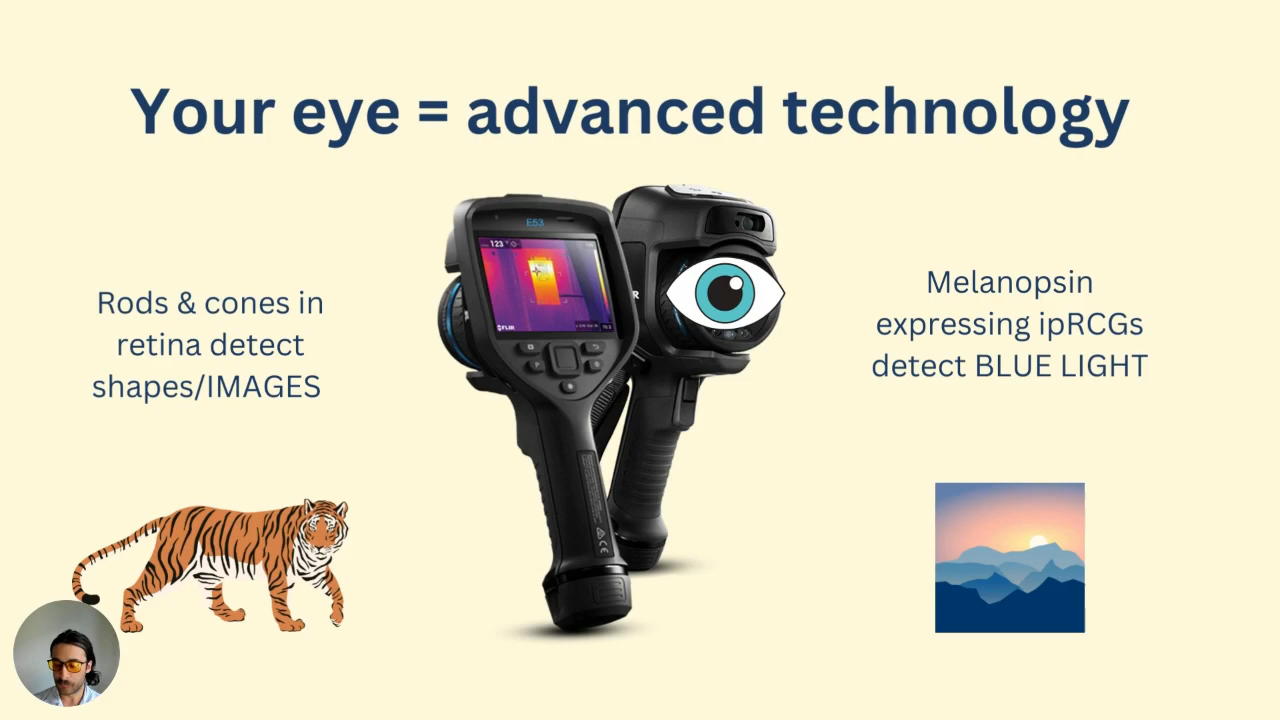 Your eye = advanced technology
E53
123
FLIR
R
Rods & cones in
retina detect
shapes/IMAGES
Melanopsin
expressing ipRCGs
detect BLUE LIGHT